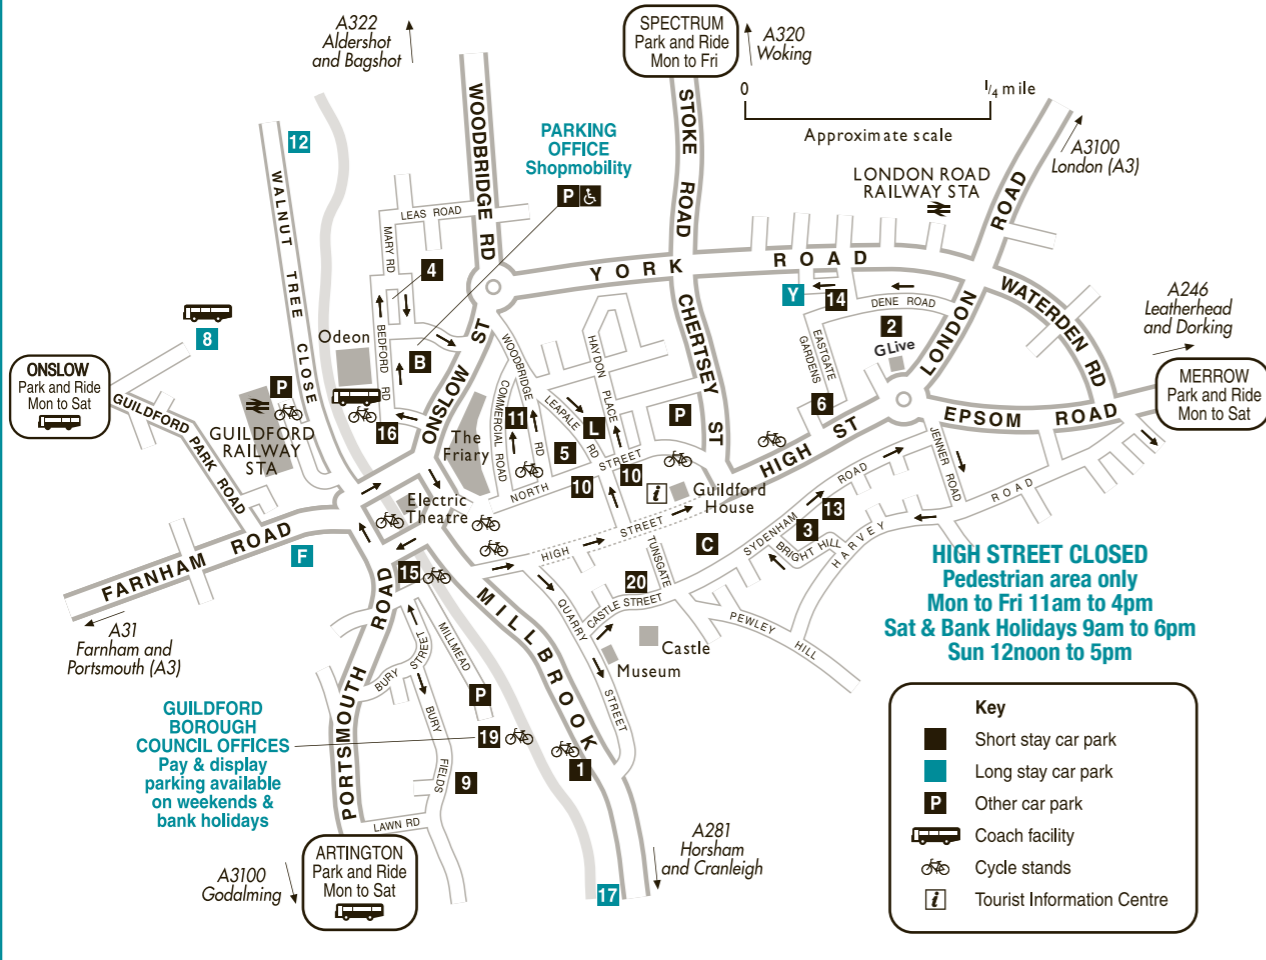 A322
Aldershot
and Bagshot
SPECTRUM
Park and Ride
Mon to Fri
A320
Woking
0
1/4 mile
Approximate scale
A3100
London (A3)
LONDON ROAD
RAILWAY STA
PARKING
OFFICE
Shopmobility
P
12
WALNUT TREE CLOSE
WOODBRIDGE RD
STOKE ROAD
LEAS ROAD
MARY RD
4
YORK ROAD
LONDON ROAD
WATERDEN RD
A246
Leatherhead
and Dorking
Y
14
DENE ROAD
2
G Live
EASTGATE
GARDENS
6
8
Odeon
BEDFORD RD
B
ONSLOW ST
WOODBRIDGE RD
COMMERCIAL ROAD
11
LEAPALE RD
HAYDON PLACE
L
5
P
CHERTSEY ST
HIGH ST
EPSOM ROAD
MERROW
Park and Ride
Mon to Sat
ONSLOW
Park and Ride
Mon to Sat
P
GUILDFORD
RAILWAY
STA
GUILDFORD PARK ROAD
16
The
Friary
NORTH STREET
10
10
i
Guildford
House
Electric
Theatre
HIGH STREET
SYDENHAM ROAD
JENNER ROAD
HARVEY ROAD
13
3
BRIGHT HILL
C
TUNSGATE
FARNHAM ROAD
F
15
20
CASTLE STREET
QUARRY STREET
PEWLEY HILL
Castle
Museum
A31
Farnham and
Portsmouth (A3)
PORTSMOUTH ROAD
MILLBROOK
MILLMEAD
BURY STREET
BURY FIELDS
P
19
1
9
LAWN RD
17
HIGH STREET CLOSED
Pedestrian area only
Mon to Fri 11am to 4pm
Sat & Bank Holidays 9am to 6pm
Sun 12noon to 5pm
GUILDFORD
BOROUGH
COUNCIL OFFICES
Pay & display
parking available
on weekends &
bank holidays
A3100
Godalming
ARTINGTON
Park and Ride
Mon to Sat
A281
Horsham
and Cranleigh
Key
Short stay car park
Long stay car park
P Other car park
Coach facility
Cycle stands
i Tourist Information Centre